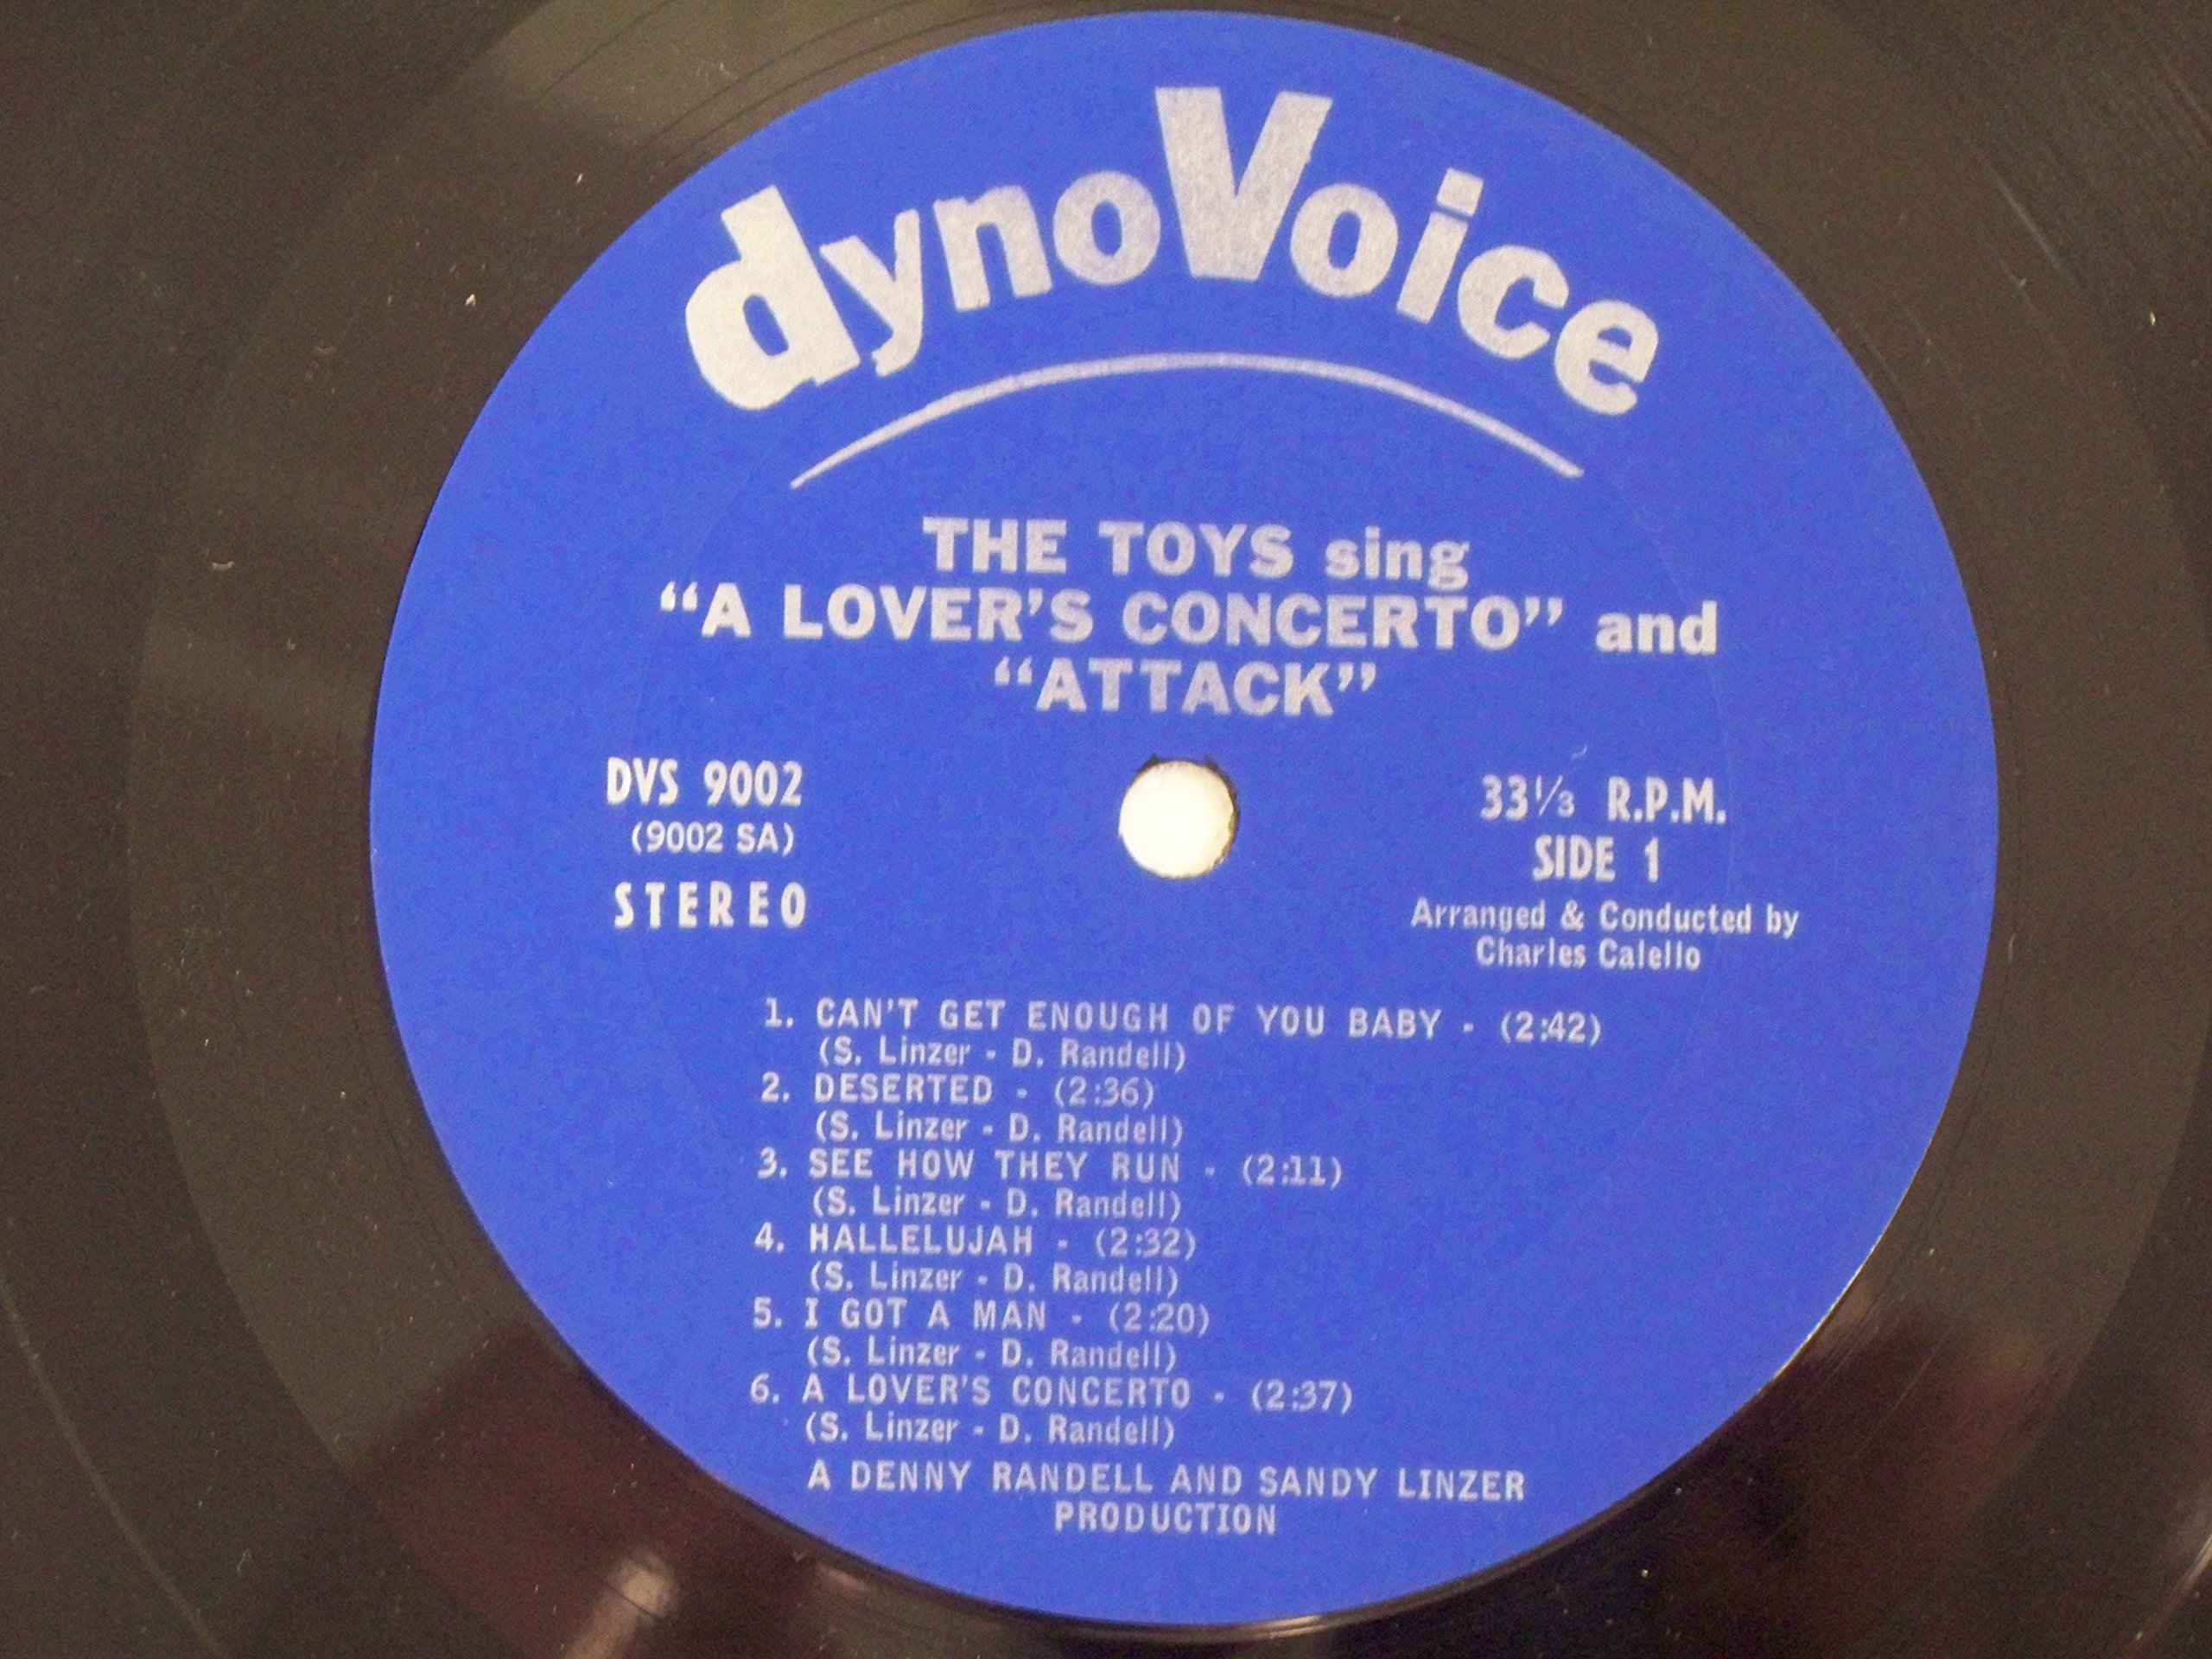 dynoVoice
THE TOYS sing
“A LOVER’S CONCERTO” and
“ATTACK”
DVS 9002
(9002 SA)
STEREO
33⅓ R.P.M.
SIDE 1
Arranged & Conducted by
Charles Calello
1. CAN'T GET ENOUGH OF YOU BABY - (2:42)
(S. Linzer - D. Randell)
2. DESERTED - (2:36)
(S. Linzer - D. Randell)
3. SEE HOW THEY RUN - (2:11)
(S. Linzer - D. Randell)
4. HALLELUJAH - (2:32)
(S. Linzer - D. Randell)
5. I GOT A MAN - (2:20)
(S. Linzer - D. Randell)
6. A LOVER'S CONCERTO - (2:37)
(S. Linzer - D. Randell)
A DENNY RANDELL AND SANDY LINZER
PRODUCTION